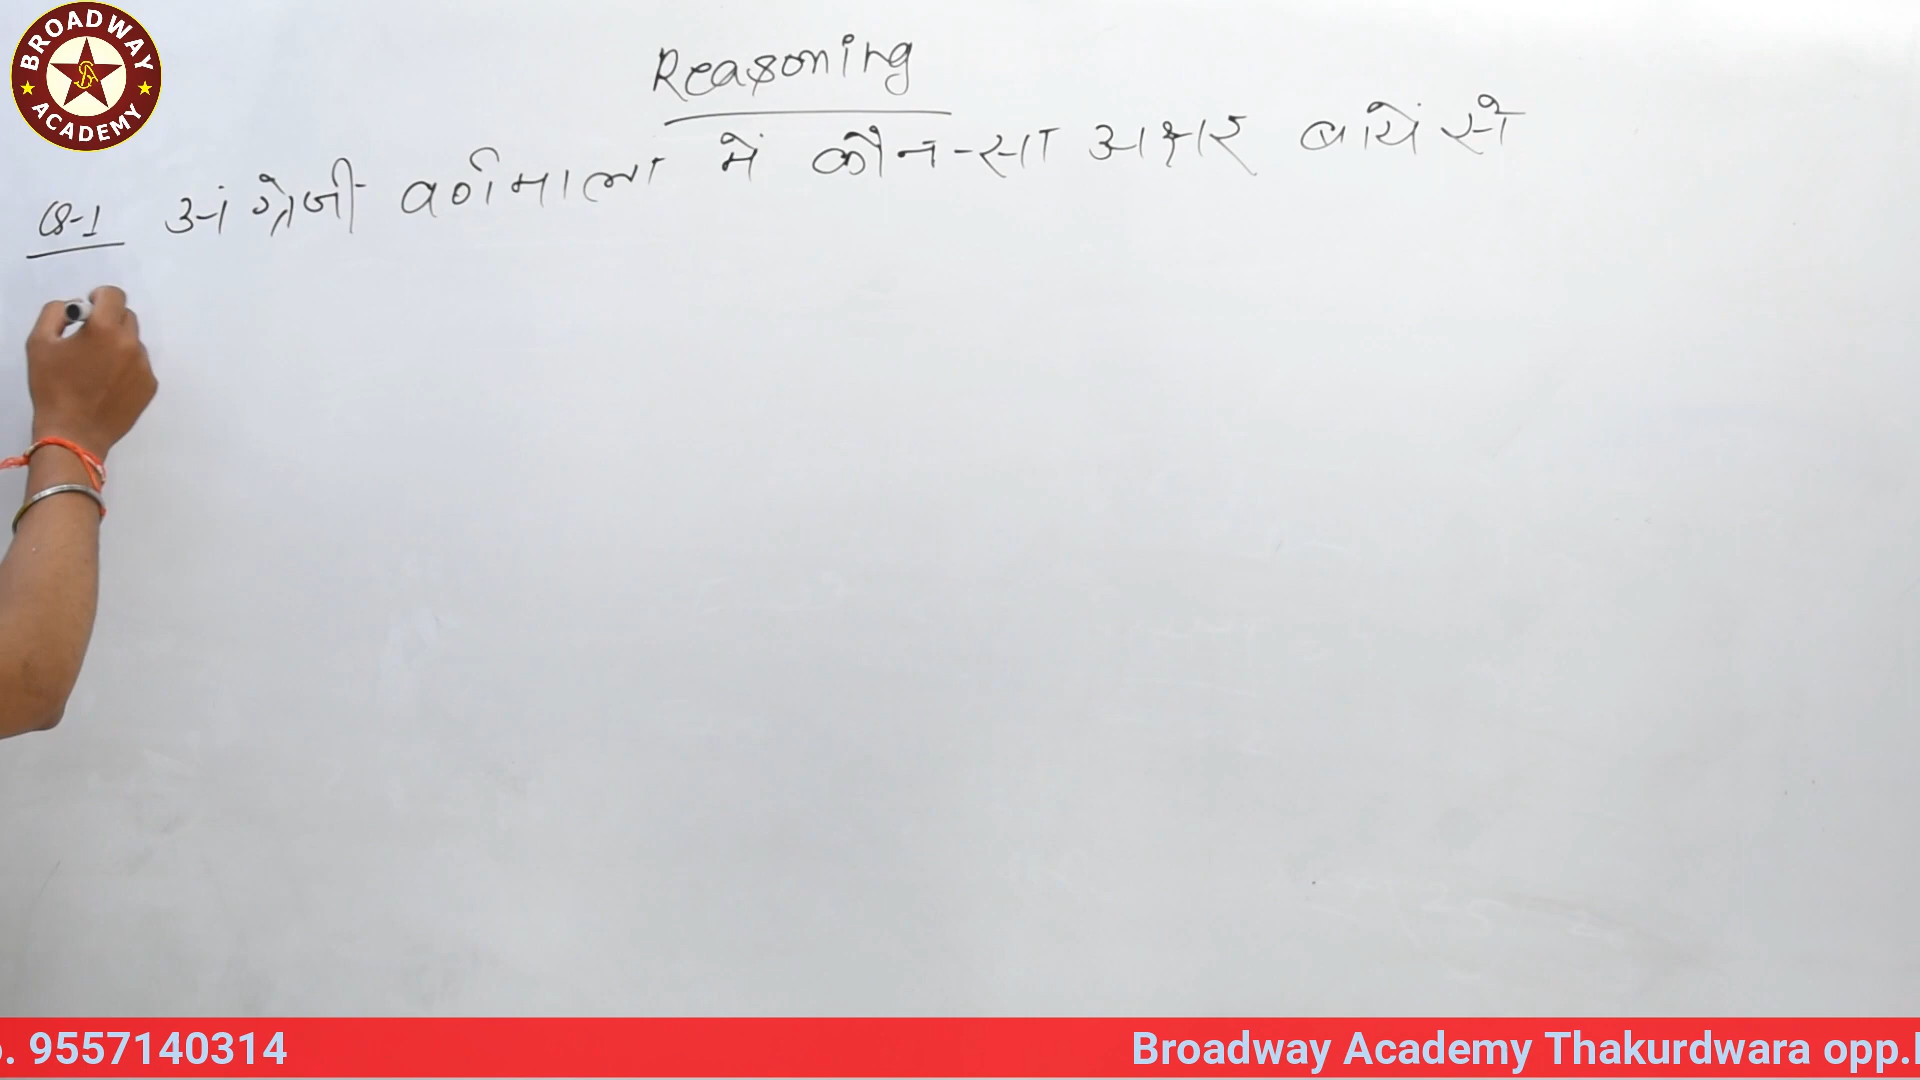 BROADWAY
ACADEMY
Reasoning
Q-1 अंग्रेजी वर्णमाला में कौन-सा अक्षर बायें से
. 9557140314
Broadway Academy Thakurdwara opp.